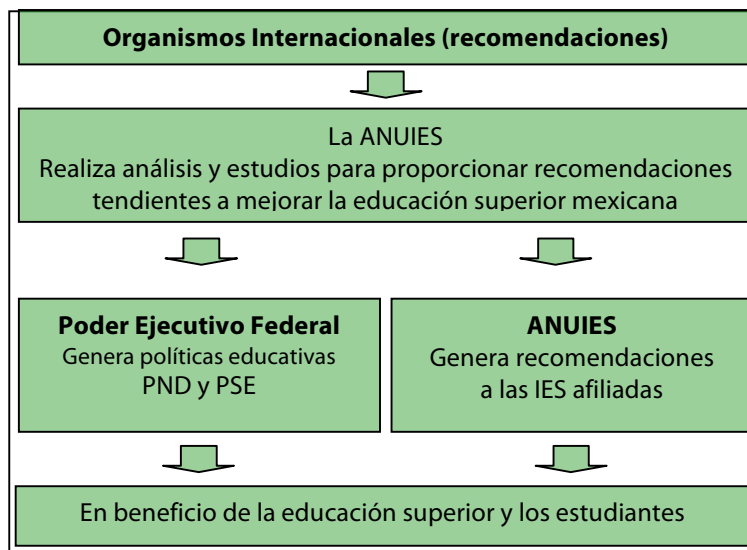 Organismos Internacionales (recomendaciones)
La ANUIES
Realiza análisis y estudios para proporcionar recomendaciones
tendientes a mejorar la educación superior mexicana
Poder Ejecutivo Federal
Genera políticas educativas
PND y PSE
ANUIES
Genera recomendaciones
a las IES afiliadas
En beneficio de la educación superior y los estudiantes